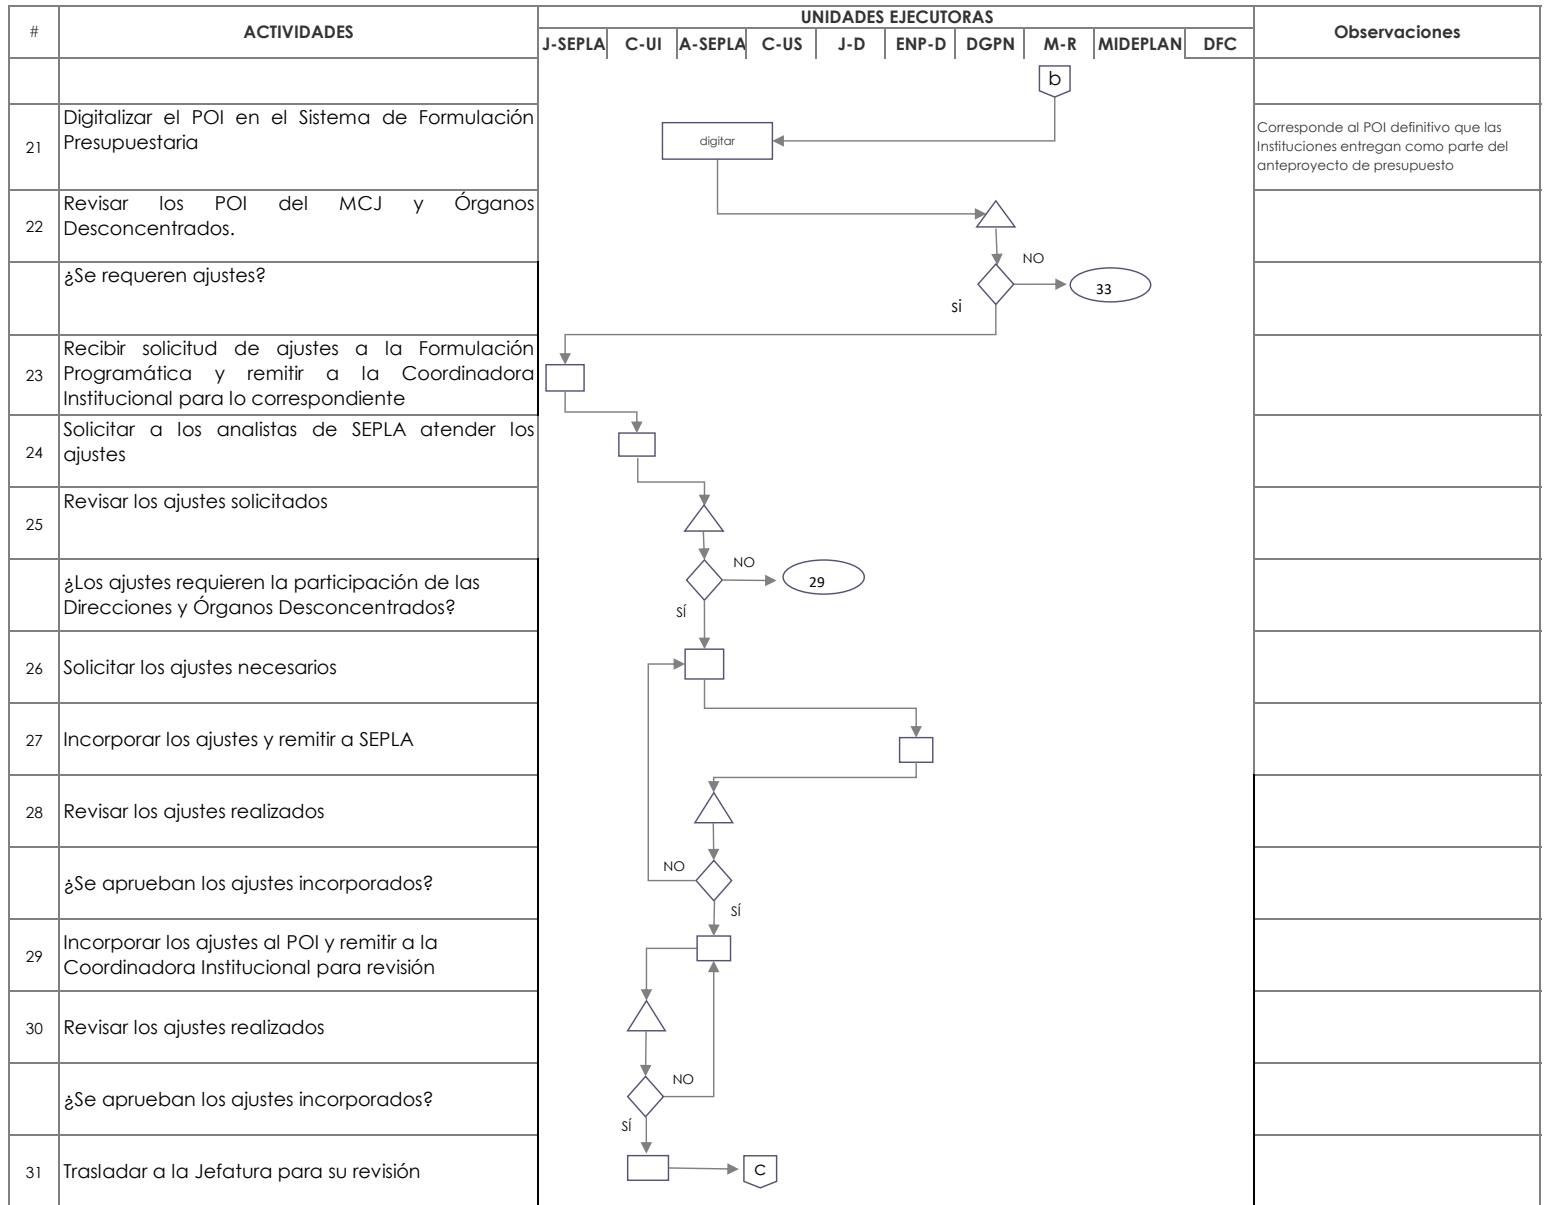 #
ACTIVIDADES
UNIDADES EJECUTORAS
Observaciones
J-SEPLA C-UI A-SEPLA C-US J-D ENP-D DGPN M-R MIDEPLAN DFC
b
21
Digitalizar el POI en el Sistema de Formulación
Presupuestaria
digitar
Corresponde al POI definitivo que las
Instituciones entregan como parte del
anteproyecto de presupuesto
22
Revisar los POI del MCJ y Órganos
Desconcentrados.
¿Se requeren ajustes?
NO
33
si
23
Recibir solicitud de ajustes a la Formulación
Programática y remitir a la Coordinadora
Institucional para lo correspondiente
24
Solicitar a los analistas de SEPLA atender los
ajustes
25
Revisar los ajustes solicitados
¿Los ajustes requieren la participación de las
Direcciones y Órganos Desconcentrados?
NO
29
SÍ
26
Solicitar los ajustes necesarios
27
Incorporar los ajustes y remitir a SEPLA
28
Revisar los ajustes realizados
¿Se aprueban los ajustes incorporados?
NO
SÍ
29
Incorporar los ajustes al POI y remitir a la
Coordinadora Institucional para revisión
30
Revisar los ajustes realizados
¿Se aprueban los ajustes incorporados?
NO
SÍ
31
Trasladar a la Jefatura para su revisión
C